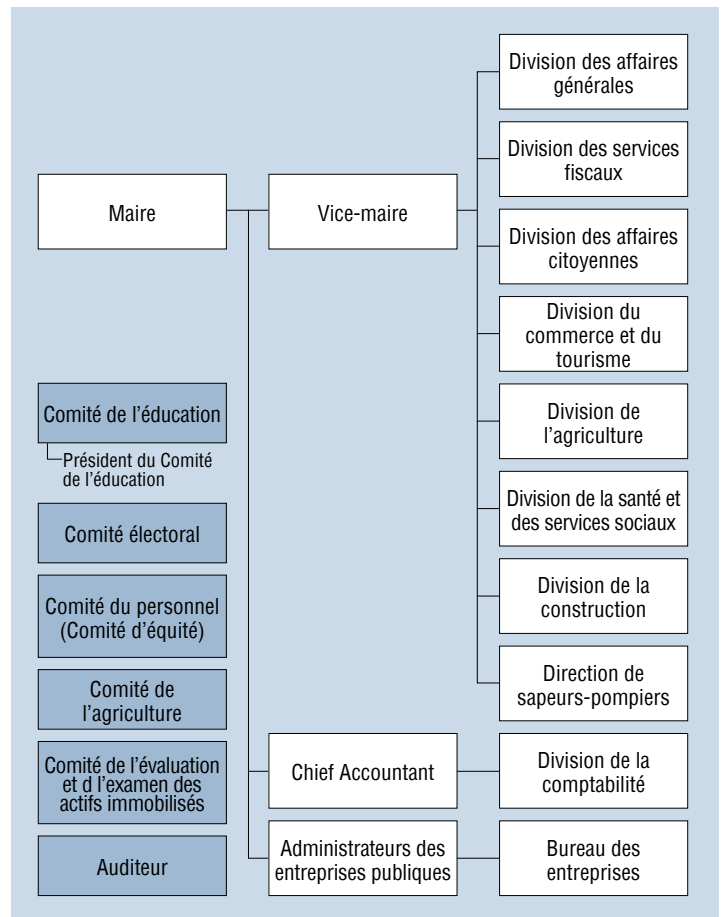 Maire
Vice-maire
Division des affaires
générales
Division des services
fiscaux
Division des affaires
citoyennes
Division du
commerce et du
tourisme
Division de
l'agriculture
Division de la santé et
des services sociaux
Division de la
construction
Direction de
sapeurs-pompiers
Comité de l'éducation
Président du Comité
de l'éducation
Comité électoral
Comité du personnel
(Comité d'équité)
Comité de
l'agriculture
Comité de l'évaluation
et d l'examen des
actifs immobilisés
Auditeur
Chief Accountant
Division de la
comptabilité
Administrateurs des
entreprises publiques
Bureau des
entreprises